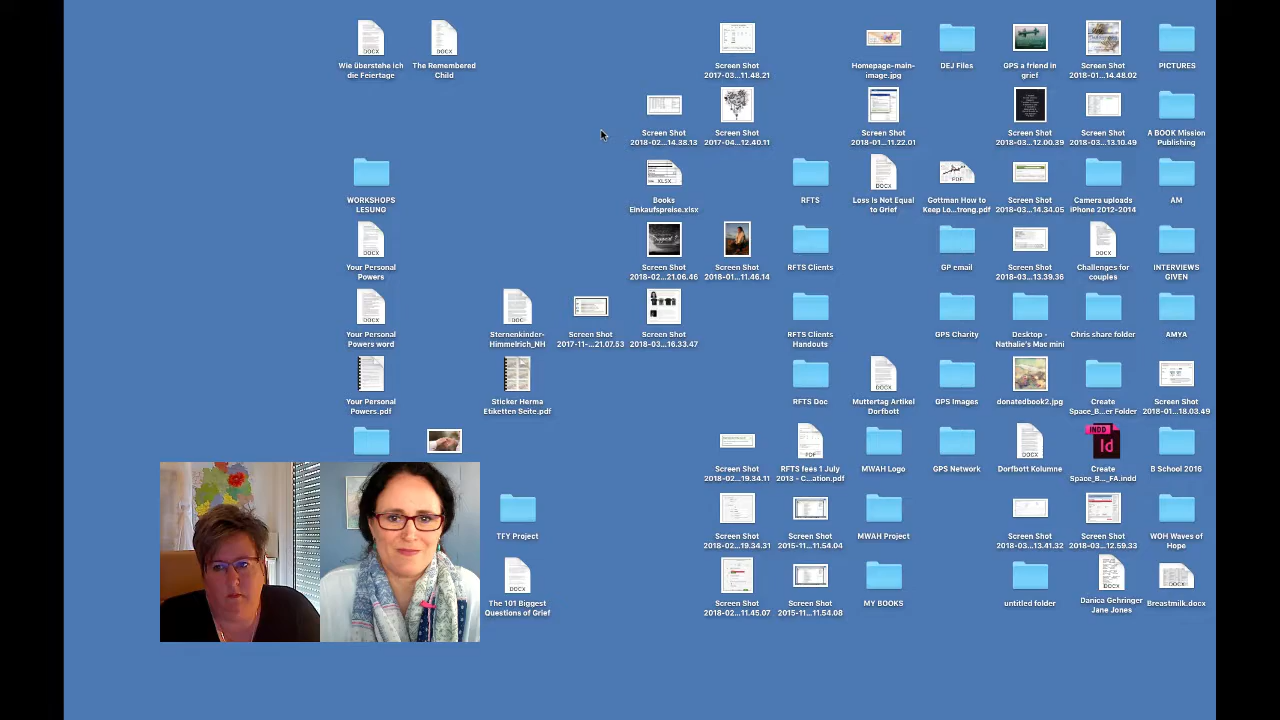 Wie überstehe ich
die Feiertage
The Remembered
Child
Screen Shot
2017-03...11.48.21
Homepage-main-
image.jpg
DEJ Files
GPS a friend in
grief
Screen Shot
2018-01...14.48.02
PICTURES
Screen Shot
2018-02...14.38.13
Screen Shot
2017-04...12.40.11
Screen Shot
2018-01...11.22.01
Screen Shot
2018-03...12.00.39
Screen Shot
2018-03...13.10.49
A BOOK Mission
Publishing
WORKSHOPS
LESUNG
Books
Einkaufspreise.xlsx
RFTS
Loss Is Not Equal
to Grief
Gottman How to
Keep Lo...trong.pdf
Screen Shot
2018-03...14.34.05
Camera uploads
iPhone 2012-2014
AM
Your Personal
Powers
Screen Shot
2018-02...21.06.46
Screen Shot
2018-01...11.46.14
RFTS Clients
GP email
Screen Shot
2018-03...13.39.36
Challenges for
couples
INTERVIEWS
GIVEN
Your Personal
Powers word
Sternenkinder-
Himmelrich_NH
Screen Shot
2017-11-...21.07.53
Screen Shot
2018-03...16.33.47
RFTS Clients
Handouts
GPS Charity
Desktop -
Nathalie's Mac mini
Chris share folder
AMYA
Your Personal
Powers.pdf
Sticker Herma
Etiketten Seite.pdf
RFTS Doc
Muttertag Artikel
Dorfbott
GPS Images
donatedbook2.jpg
Create
Space_B...er Folder
Screen Shot
2018-01...18.03.49
Screen Shot
2018-02...19.34.11
RFTS fees 1 July
2013 - C...ation.pdf
MWAH Logo
GPS Network
Dorfbott Kolumne
Create
Space_B..._FA.indd
B School 2016
TFY Project
Screen Shot
2018-02...19.34.31
Screen Shot
2015-11...11.54.04
MWAH Project
Screen Shot
2018-03...13.41.32
Screen Shot
2018-03...12.59.33
WOH Waves of
Hope
The 101 Biggest
Questions of Grief
Screen Shot
2018-02...11.45.07
Screen Shot
2015-11...11.54.08
MY BOOKS
untitled folder
Danica Gehringer
Jane Jones
Breastmilk.docx